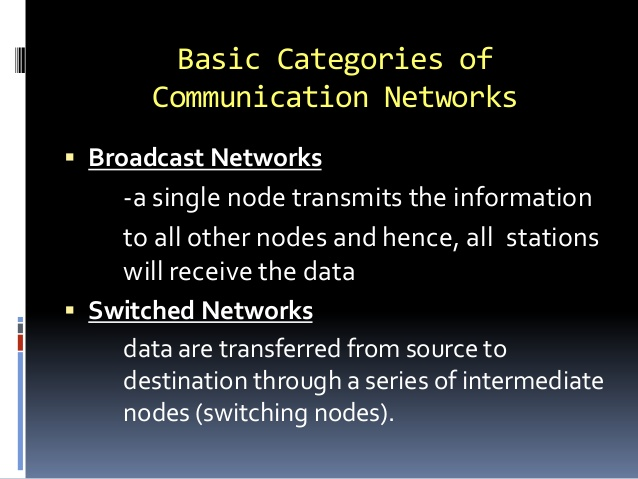 Basic Categories of
Communication Networks
▪ Broadcast Networks
-a single node transmits the information
to all other nodes and hence, all stations
will receive the data
▪ Switched Networks
data are transferred from source to
destination through a series of intermediate
nodes (switching nodes).